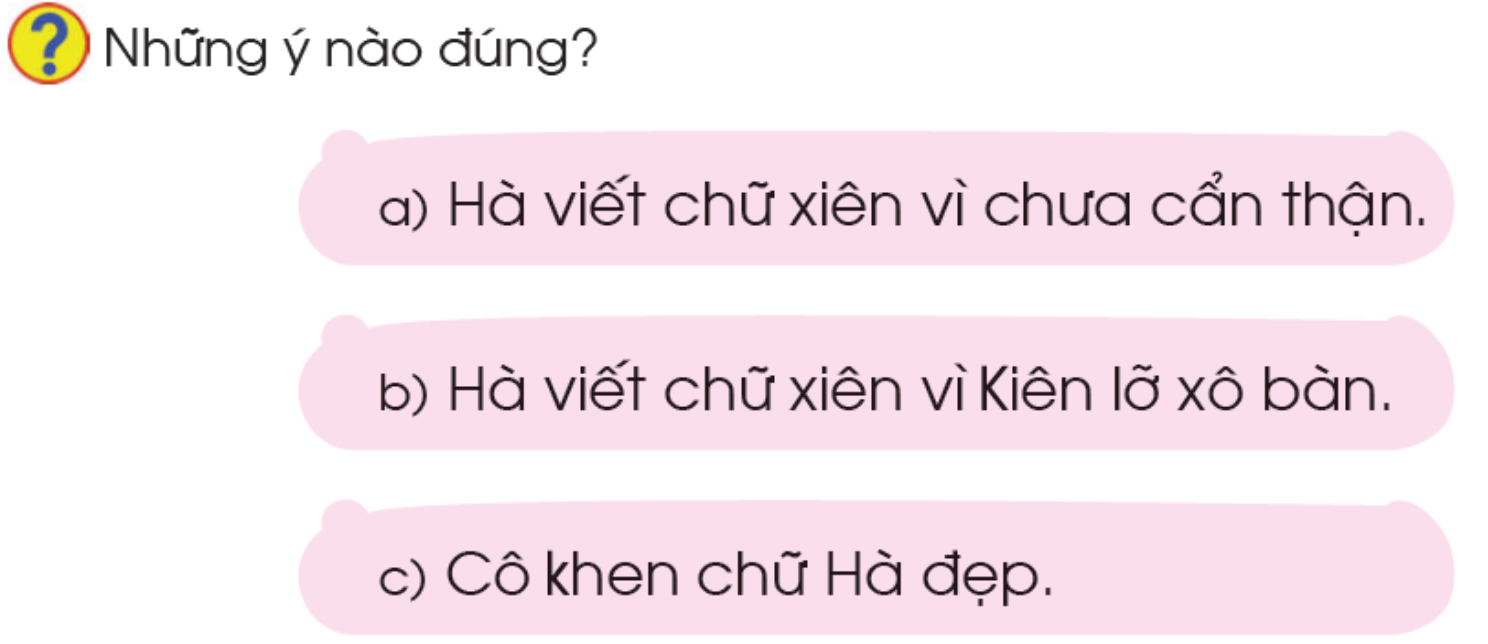 ? Những ý nào đúng?
a) Hà viết chữ xiên vì chưa cẩn thận.
b) Hà viết chữ xiên vì Kiên lỡ xô bàn.
c) Cô khen chữ Hà đẹp.